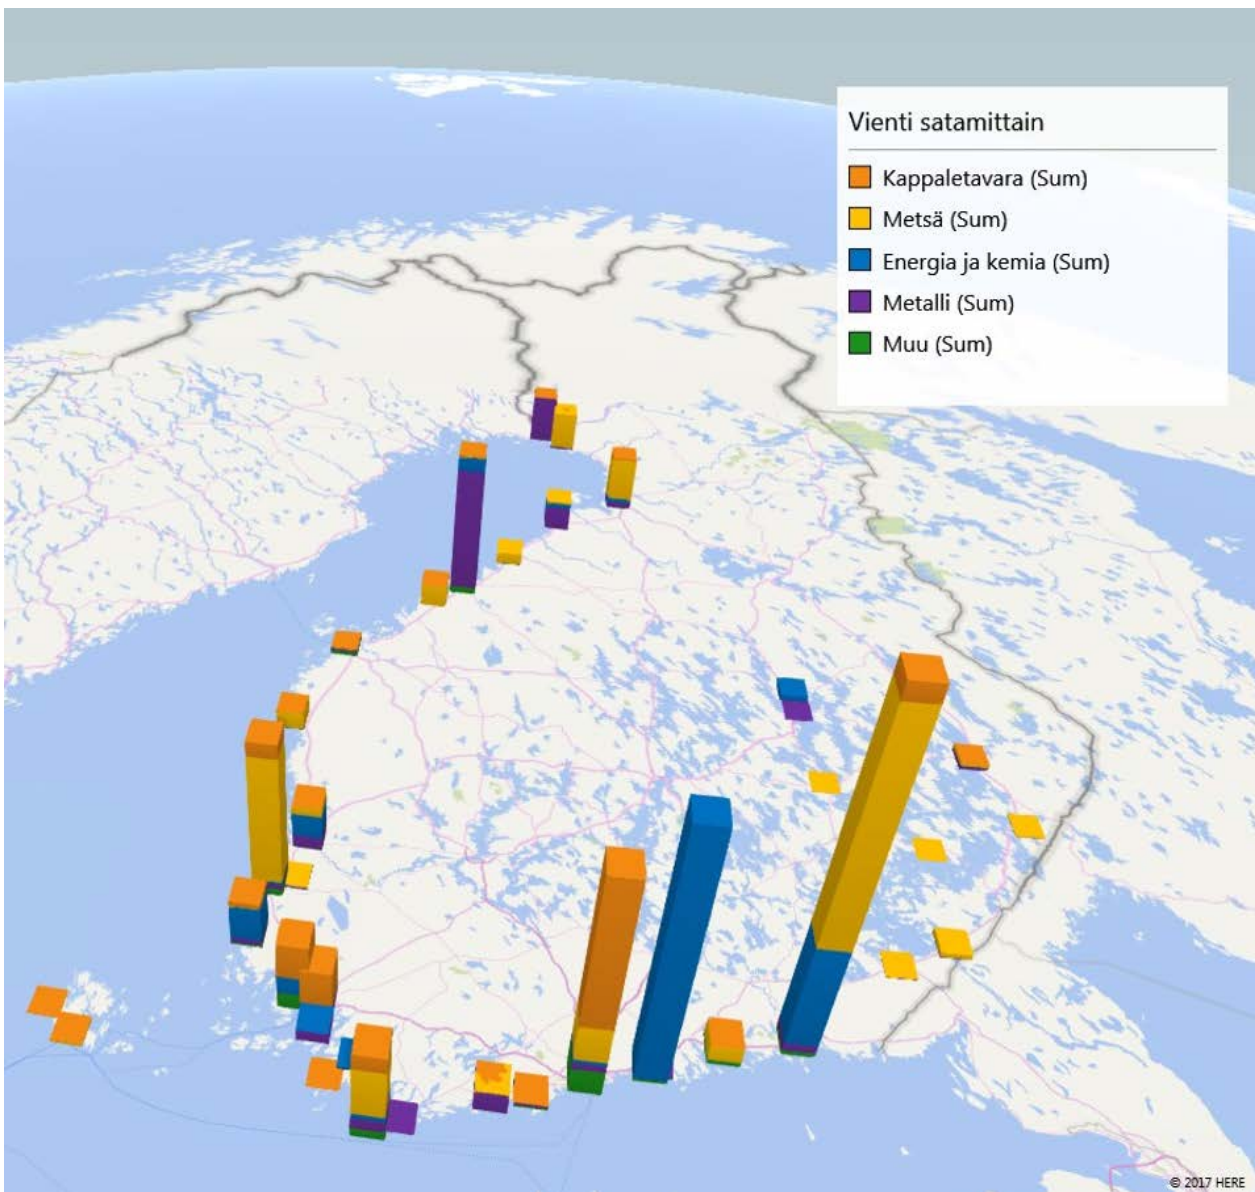 Vienti satamittain
Kappaletavara (Sum)
Metsä (Sum)
Energia ja kemia (Sum)
Metalli (Sum)
Muu (Sum)
© 2017 HERE